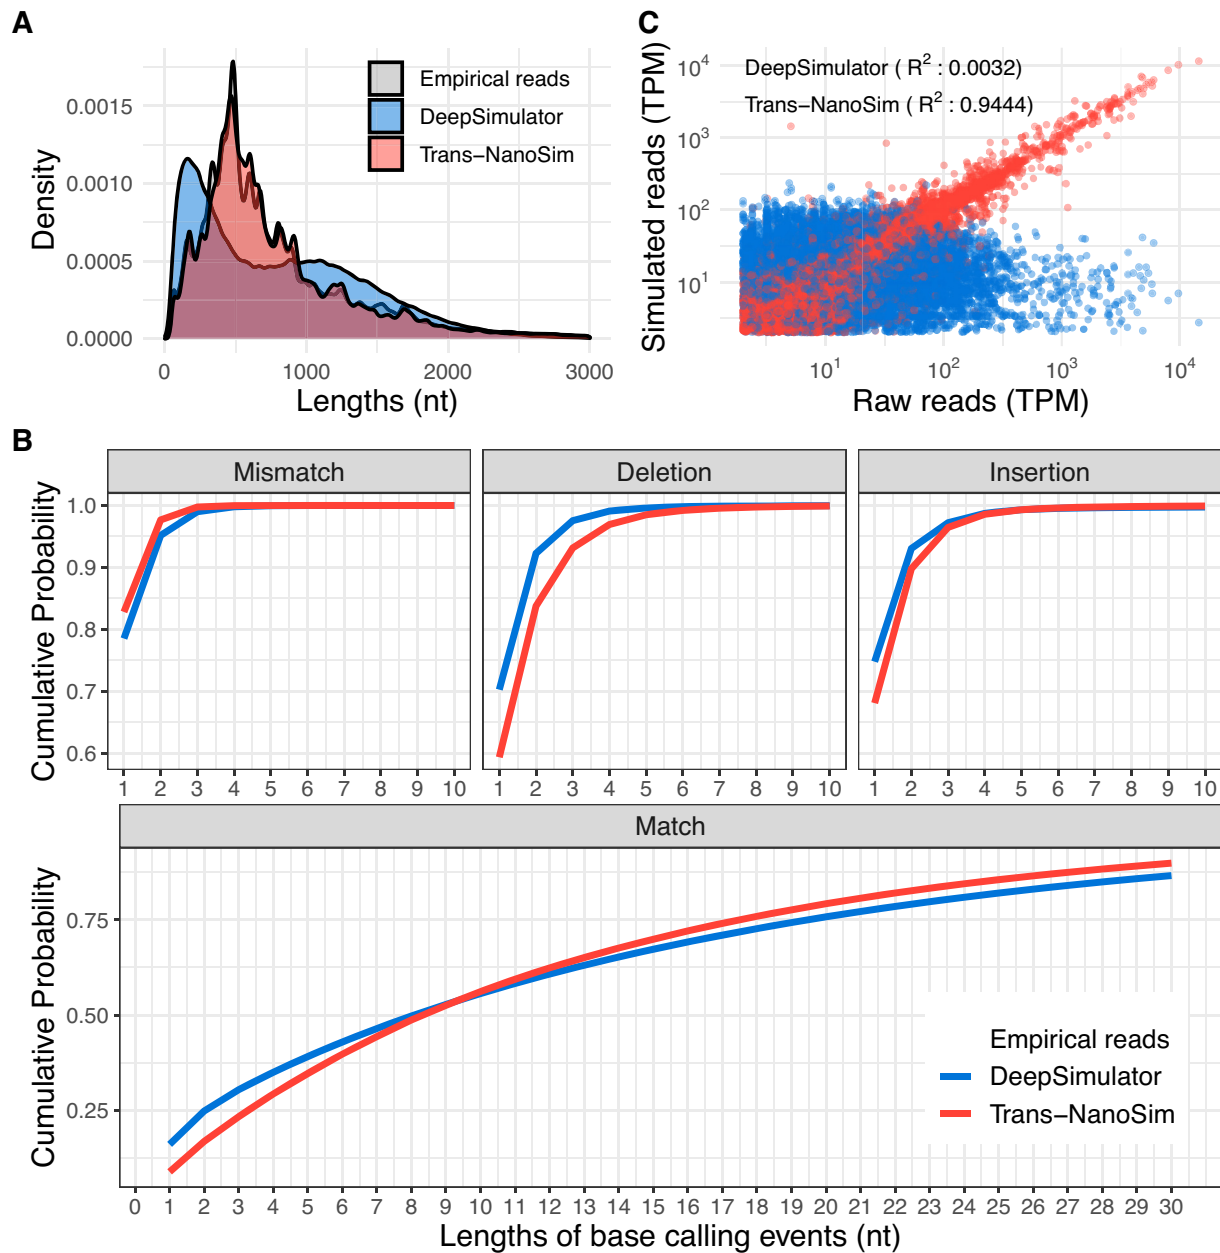 A
Empirical reads
DeepSimulator
Trans−NanoSim
Density
0.0015
0.0010
0.0005
0.0000
0 1000 2000 3000
Lengths (nt)
C
DeepSimulator ( R2 : 0.0032)
Trans−NanoSim ( R2 : 0.9444)
Simulated reads (TPM)
10^4
10^3
10^2
10^1
10^1 10^2 10^3 10^4
Raw reads (TPM)
B
Mismatch Deletion Insertion
Cumulative Probability
1.0
0.9
0.8
0.7
0.6
1 2 3 4 5 6 7 8 9 10 1 2 3 4 5 6 7 8 9 10 1 2 3 4 5 6 7 8 9 10
Match
Cumulative Probability
0.75
0.50
0.25
Empirical reads
DeepSimulator
Trans−NanoSim
0 1 2 3 4 5 6 7 8 9 10 11 12 13 14 15 16 17 18 19 20 21 22 23 24 25 26 27 28 29 30
Lengths of base calling events (nt)